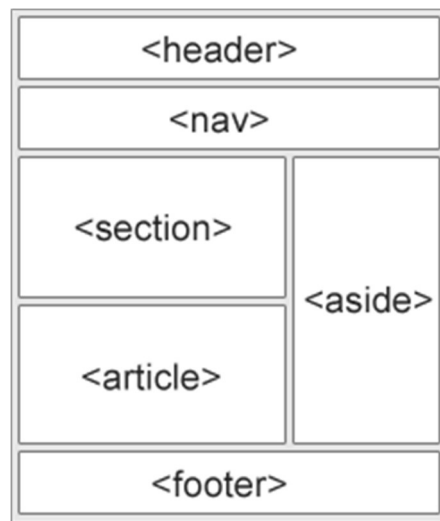 <header>
<nav>
<section>
<aside>
<article>
<footer>